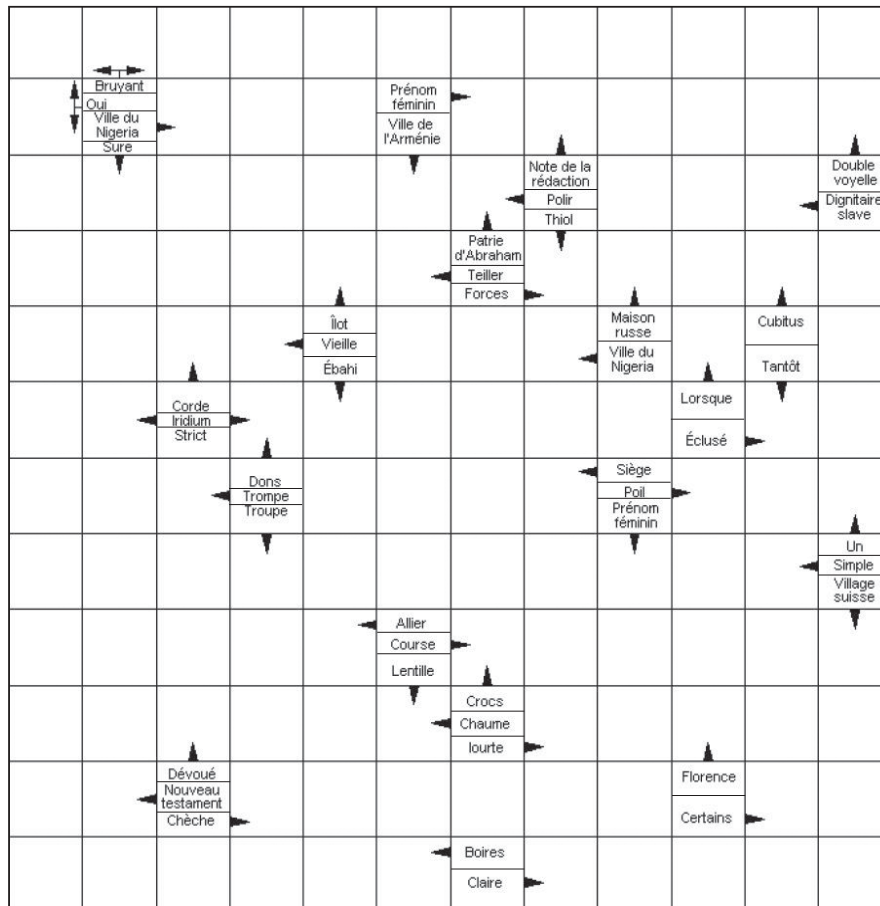 Bruyant
Oui
Ville du
Nigeria
Sure
Prénom
féminin
Ville de
l'Arménie
Note de la
rédaction
Polir
Thiol
Double
voyelle
Dignitaire
slave
Patrie
d'Abraham
Teiller
Forces
Îlot
Vieille
Ébahi
Maison
russe
Ville du
Nigeria
Cubitus
Tantôt
Corde
Iridium
Strict
Lorsque
Éclusé
Dons
Trompe
Troupe
Siège
Poil
Prénom
féminin
Un
Simple
Village
suisse
Allier
Course
Lentille
Crocs
Chaume
Iourte
Dévoué
Nouveau
testament
Chèche
Florence
Certains
Boires
Claire